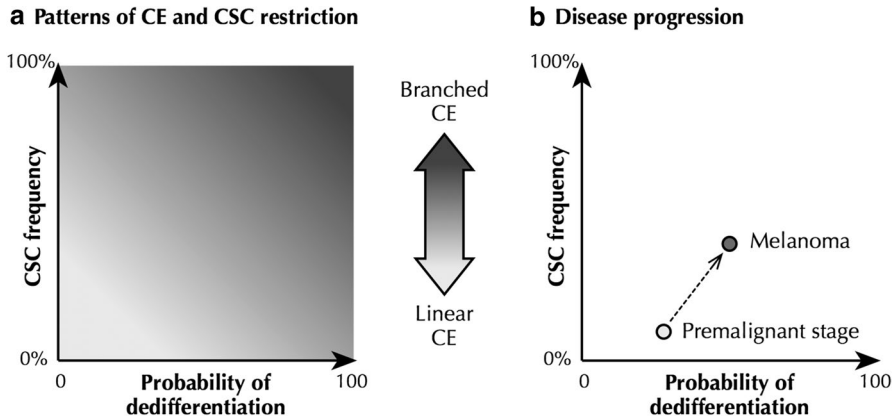 a Patterns of CE and CSC restriction
100%
CSC frequency
0%
0
Probability of
dedifferentiation
100
Branched
CE
Linear
CE
b Disease progression
100%
CSC frequency
Melanoma
Premalignant stage
0%
0
Probability of
dedifferentiation
100